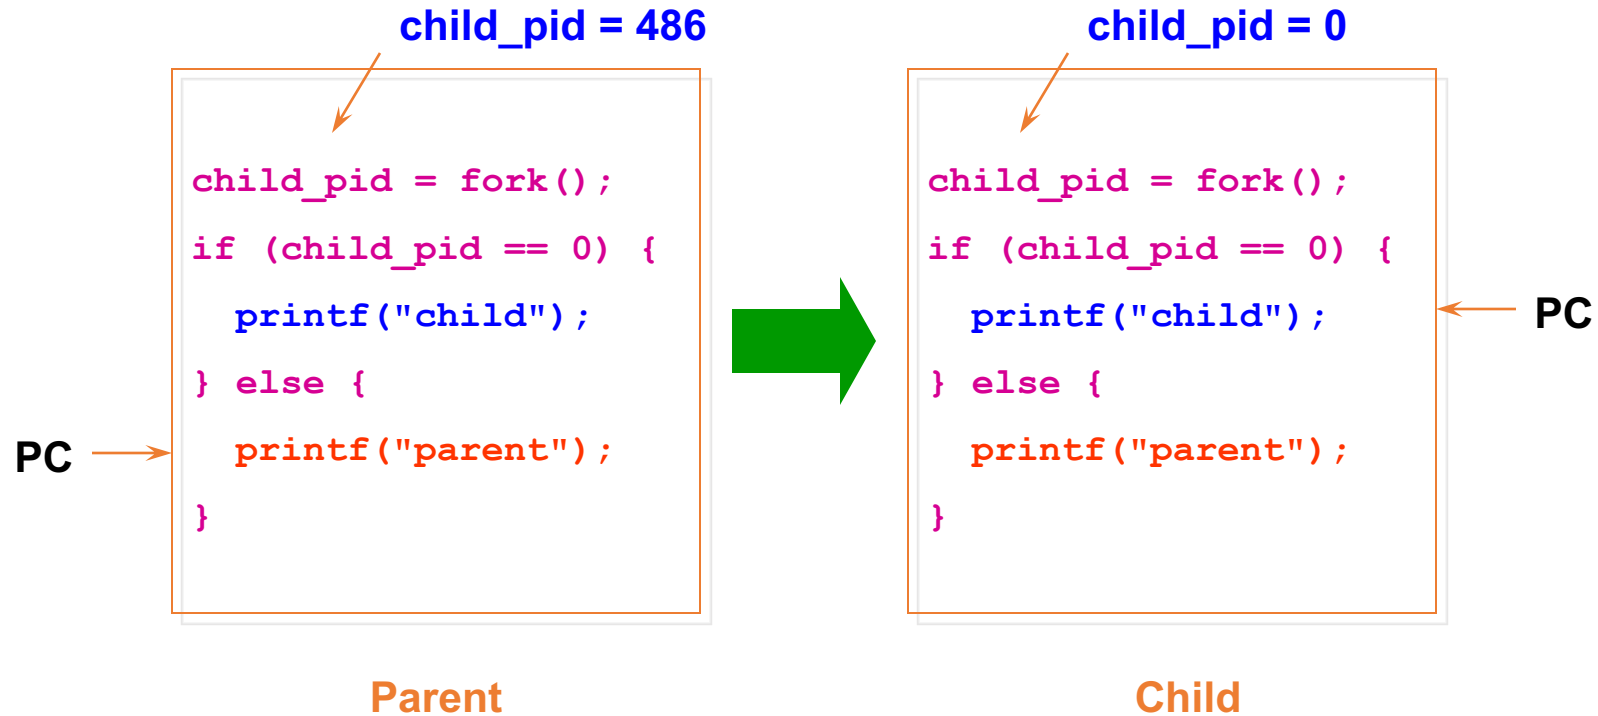 child_pid = 486
child_pid = fork();
if (child_pid == 0) {
  printf("child");
} else {
  printf("parent");
}
PC
Parent
child_pid = 0
child_pid = fork();
if (child_pid == 0) {
  printf("child");
} else {
  printf("parent");
}
PC
Child